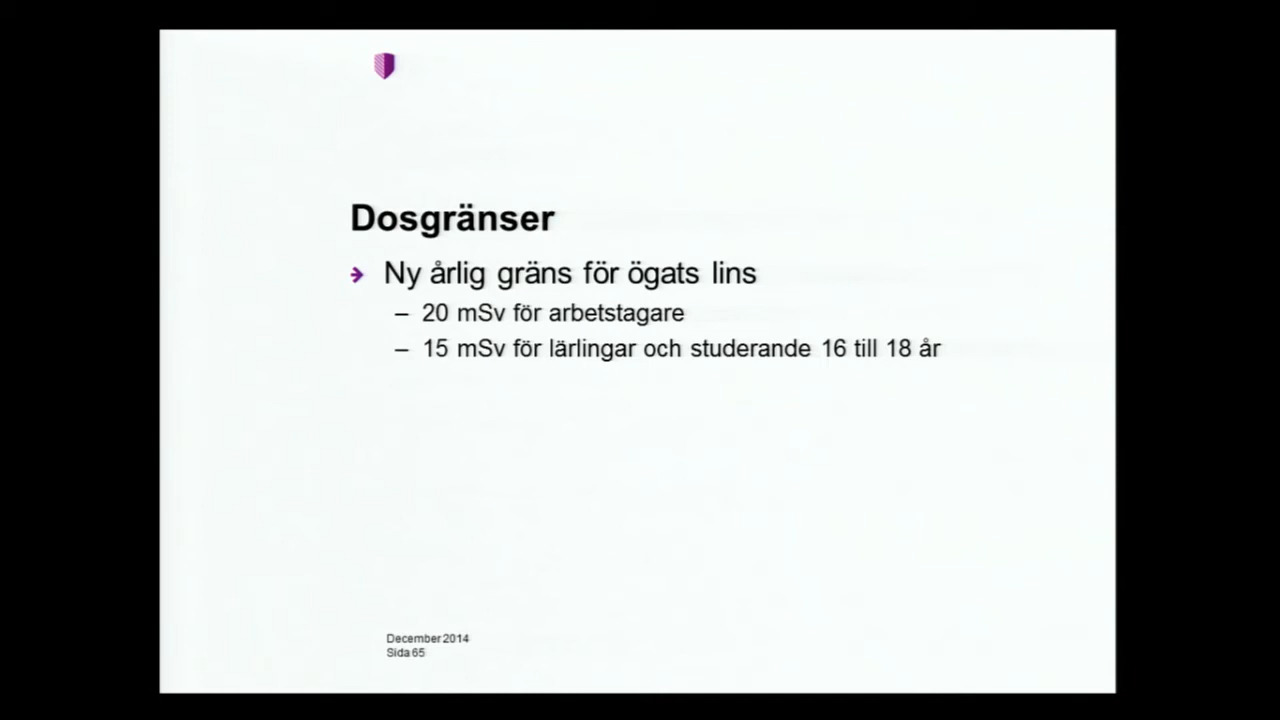 Dosgränser
Ny årlig gräns för ögats lins
– 20 mSv för arbetstagare
– 15 mSv för lärlingar och studerande 16 till 18 år
December 2014
Sida 65